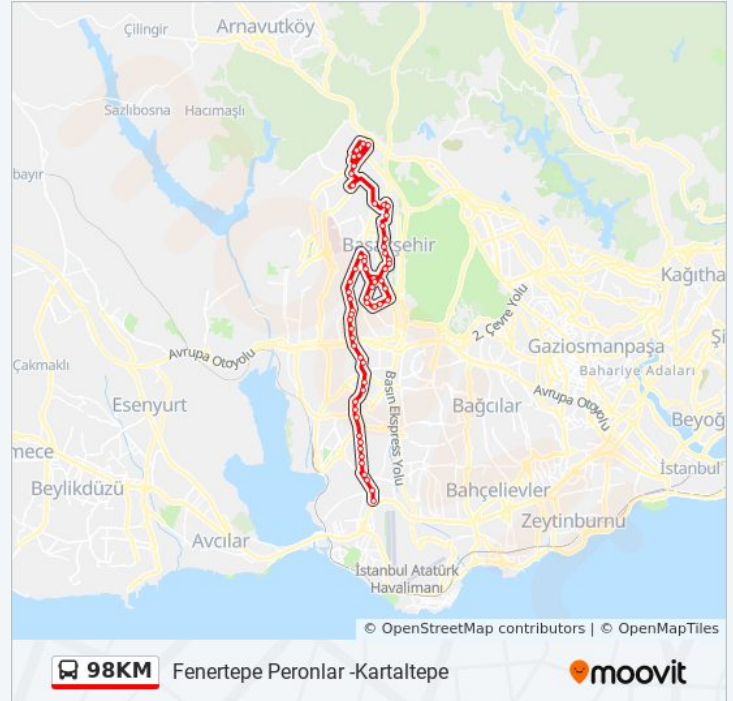 Çilingir
Arnavutköy
Sazlıbosna
Hacımaşlı
bayır
Başakşehir
Kağıtha
2. Çevre Yolu
Şi
Gaziosmanpaşa
Avrupa Otoyolu
Bahariye Adaları
Çakmaklı
Basın Ekspress Yolu
Esenyurt
Bağcılar
Avrupa Otoyolu
Beyoğ
mece
İstanbul
Beylikdüzü
Bahçelievler
Zeytinburnu
Avcılar
İstanbul Atatürk
Havalimanı
© OpenStreetMap contributors | © OpenMapTiles
98KM Fenertepe Peronlar -Kartaltepe
moovit